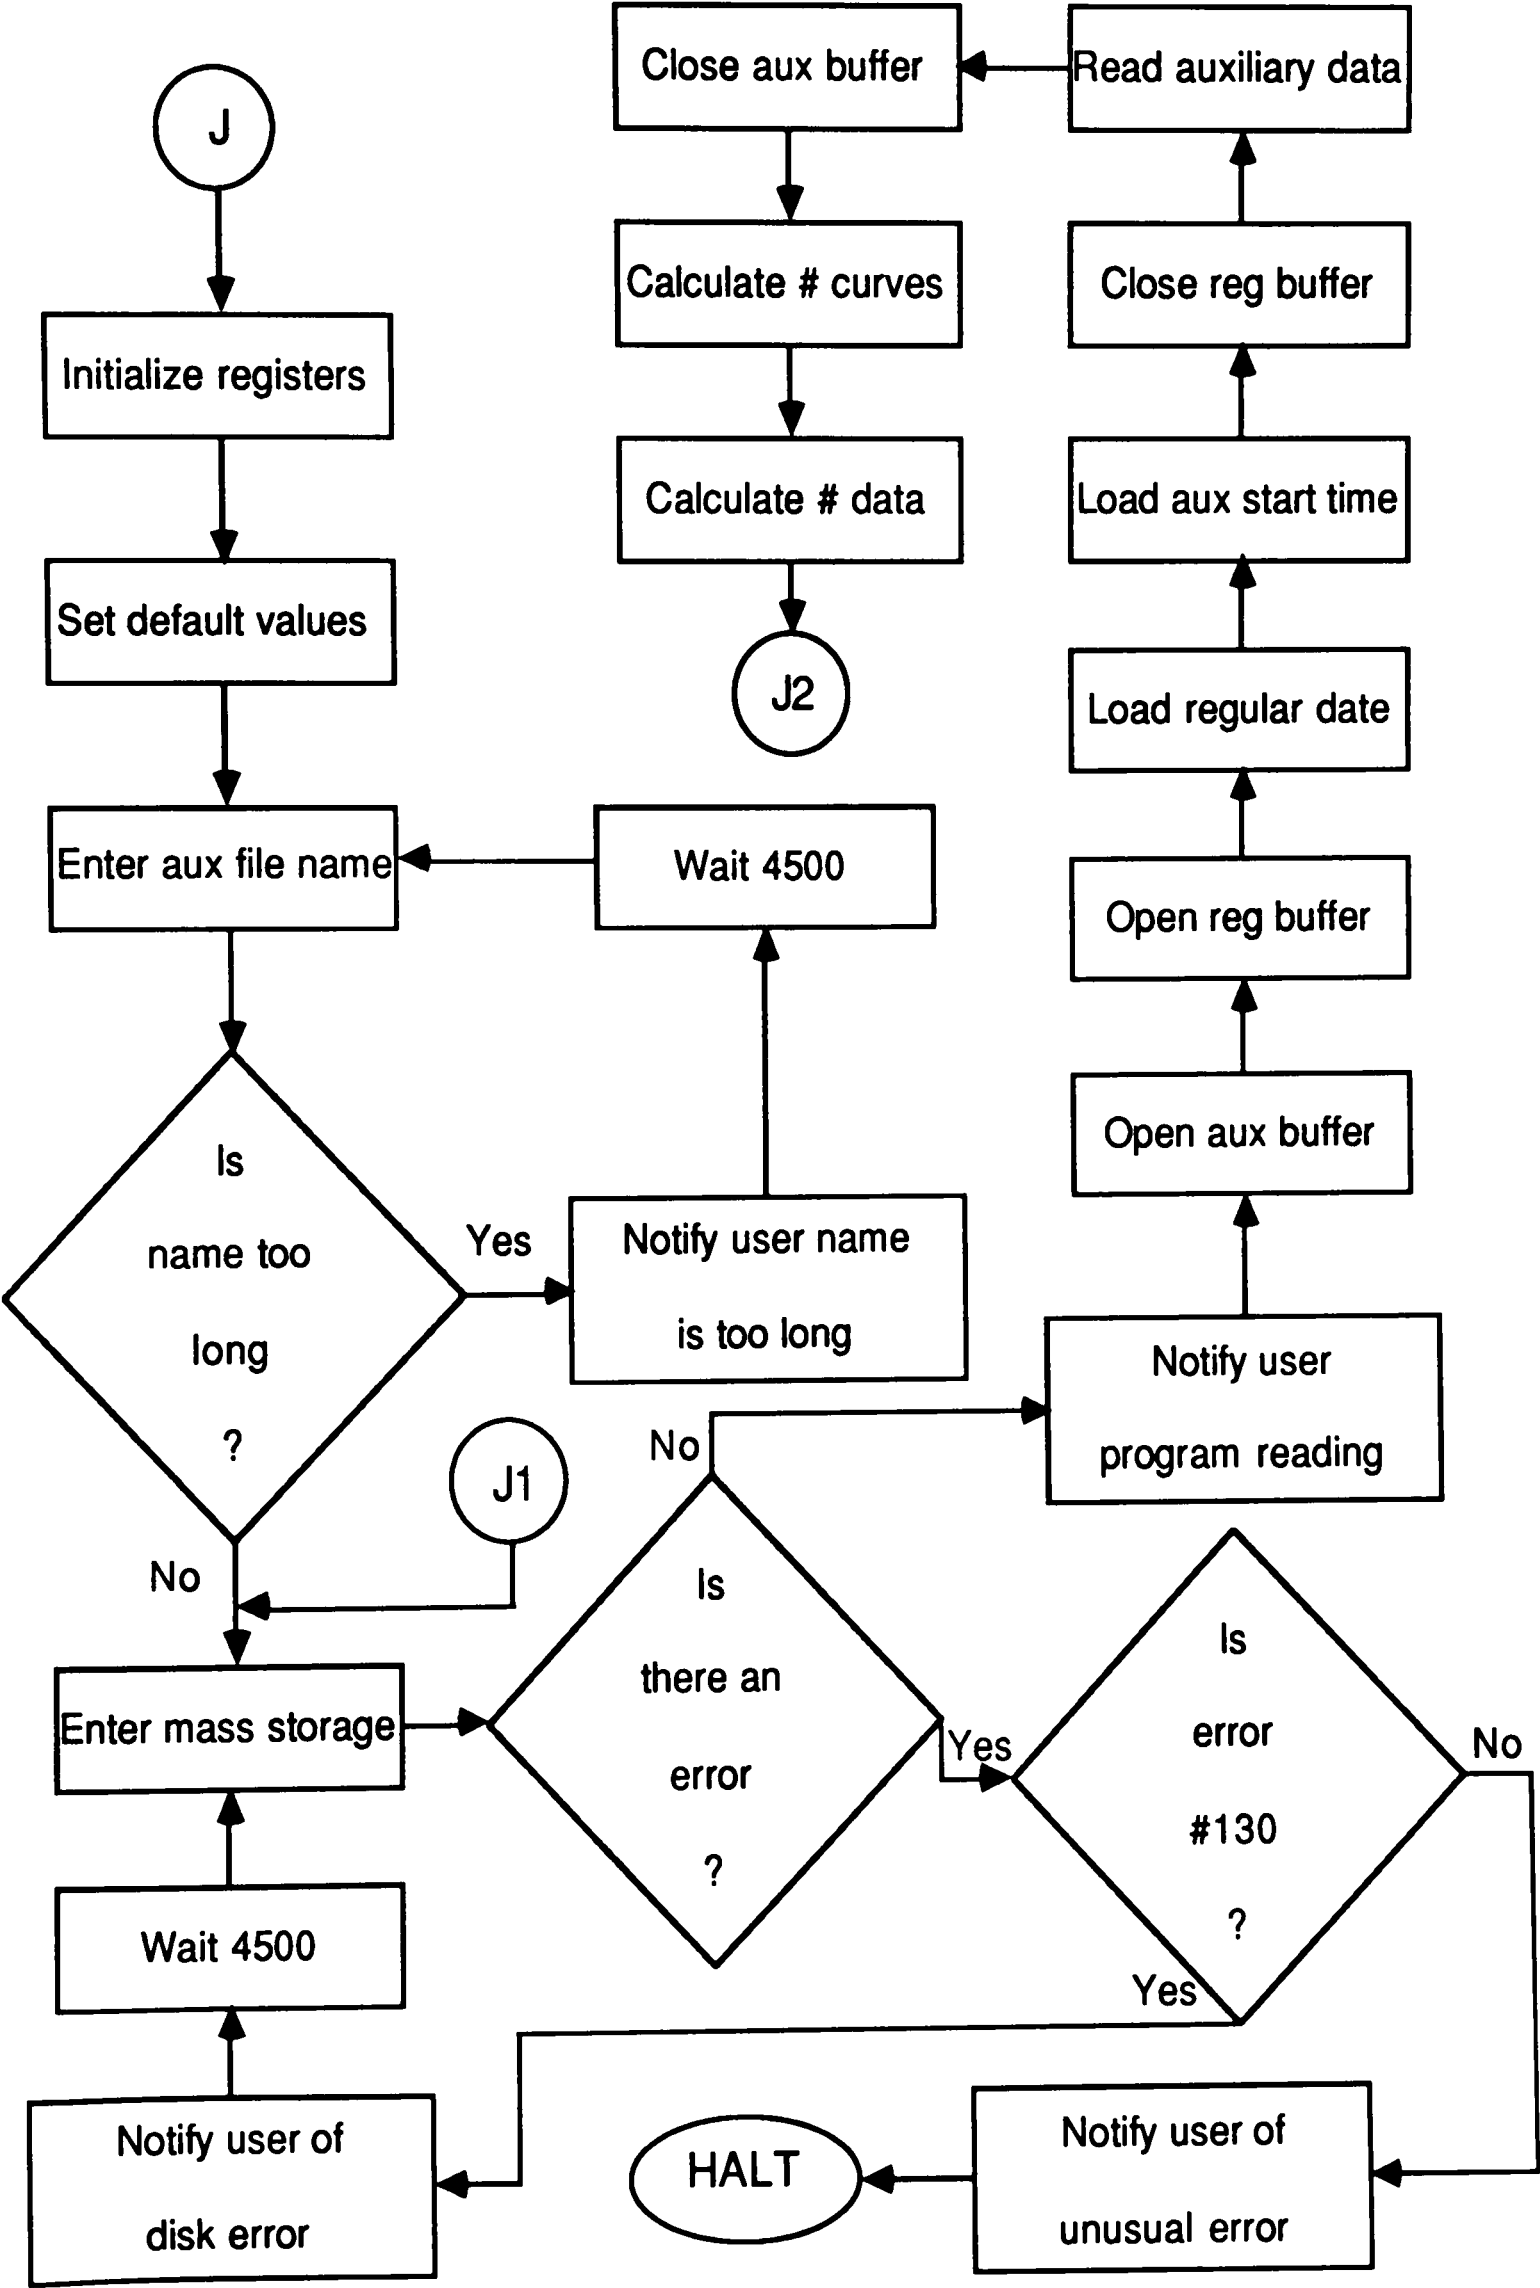 J
Initialize registers
Set default values
Enter aux file name
Is
name too
long
?
Yes
Notify user name
is too long
Wait 4500
No
J1
Enter mass storage
Is
there an
error
?
Yes
Is
error
#130
?
Yes
Notify user of
disk error
Wait 4500
No
Notify user of
unusual error
HALT
No
Notify user
program reading
Open aux buffer
Open reg buffer
Load regular date
Load aux start time
Close reg buffer
Read auxiliary data
Close aux buffer
Calculate # curves
Calculate # data
J2